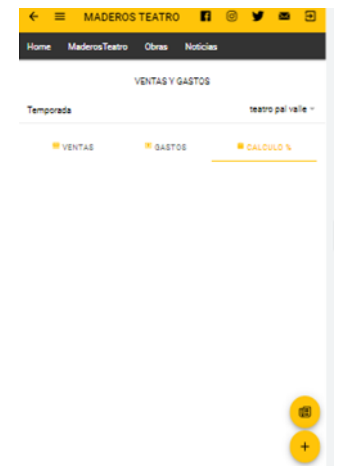 MADEROS TEATRO
Home MaderosTeatro Obras Noticias
VENTAS Y GASTOS
Temporada teatro pal valle
VENTAS GASTOS CALCULO %
+